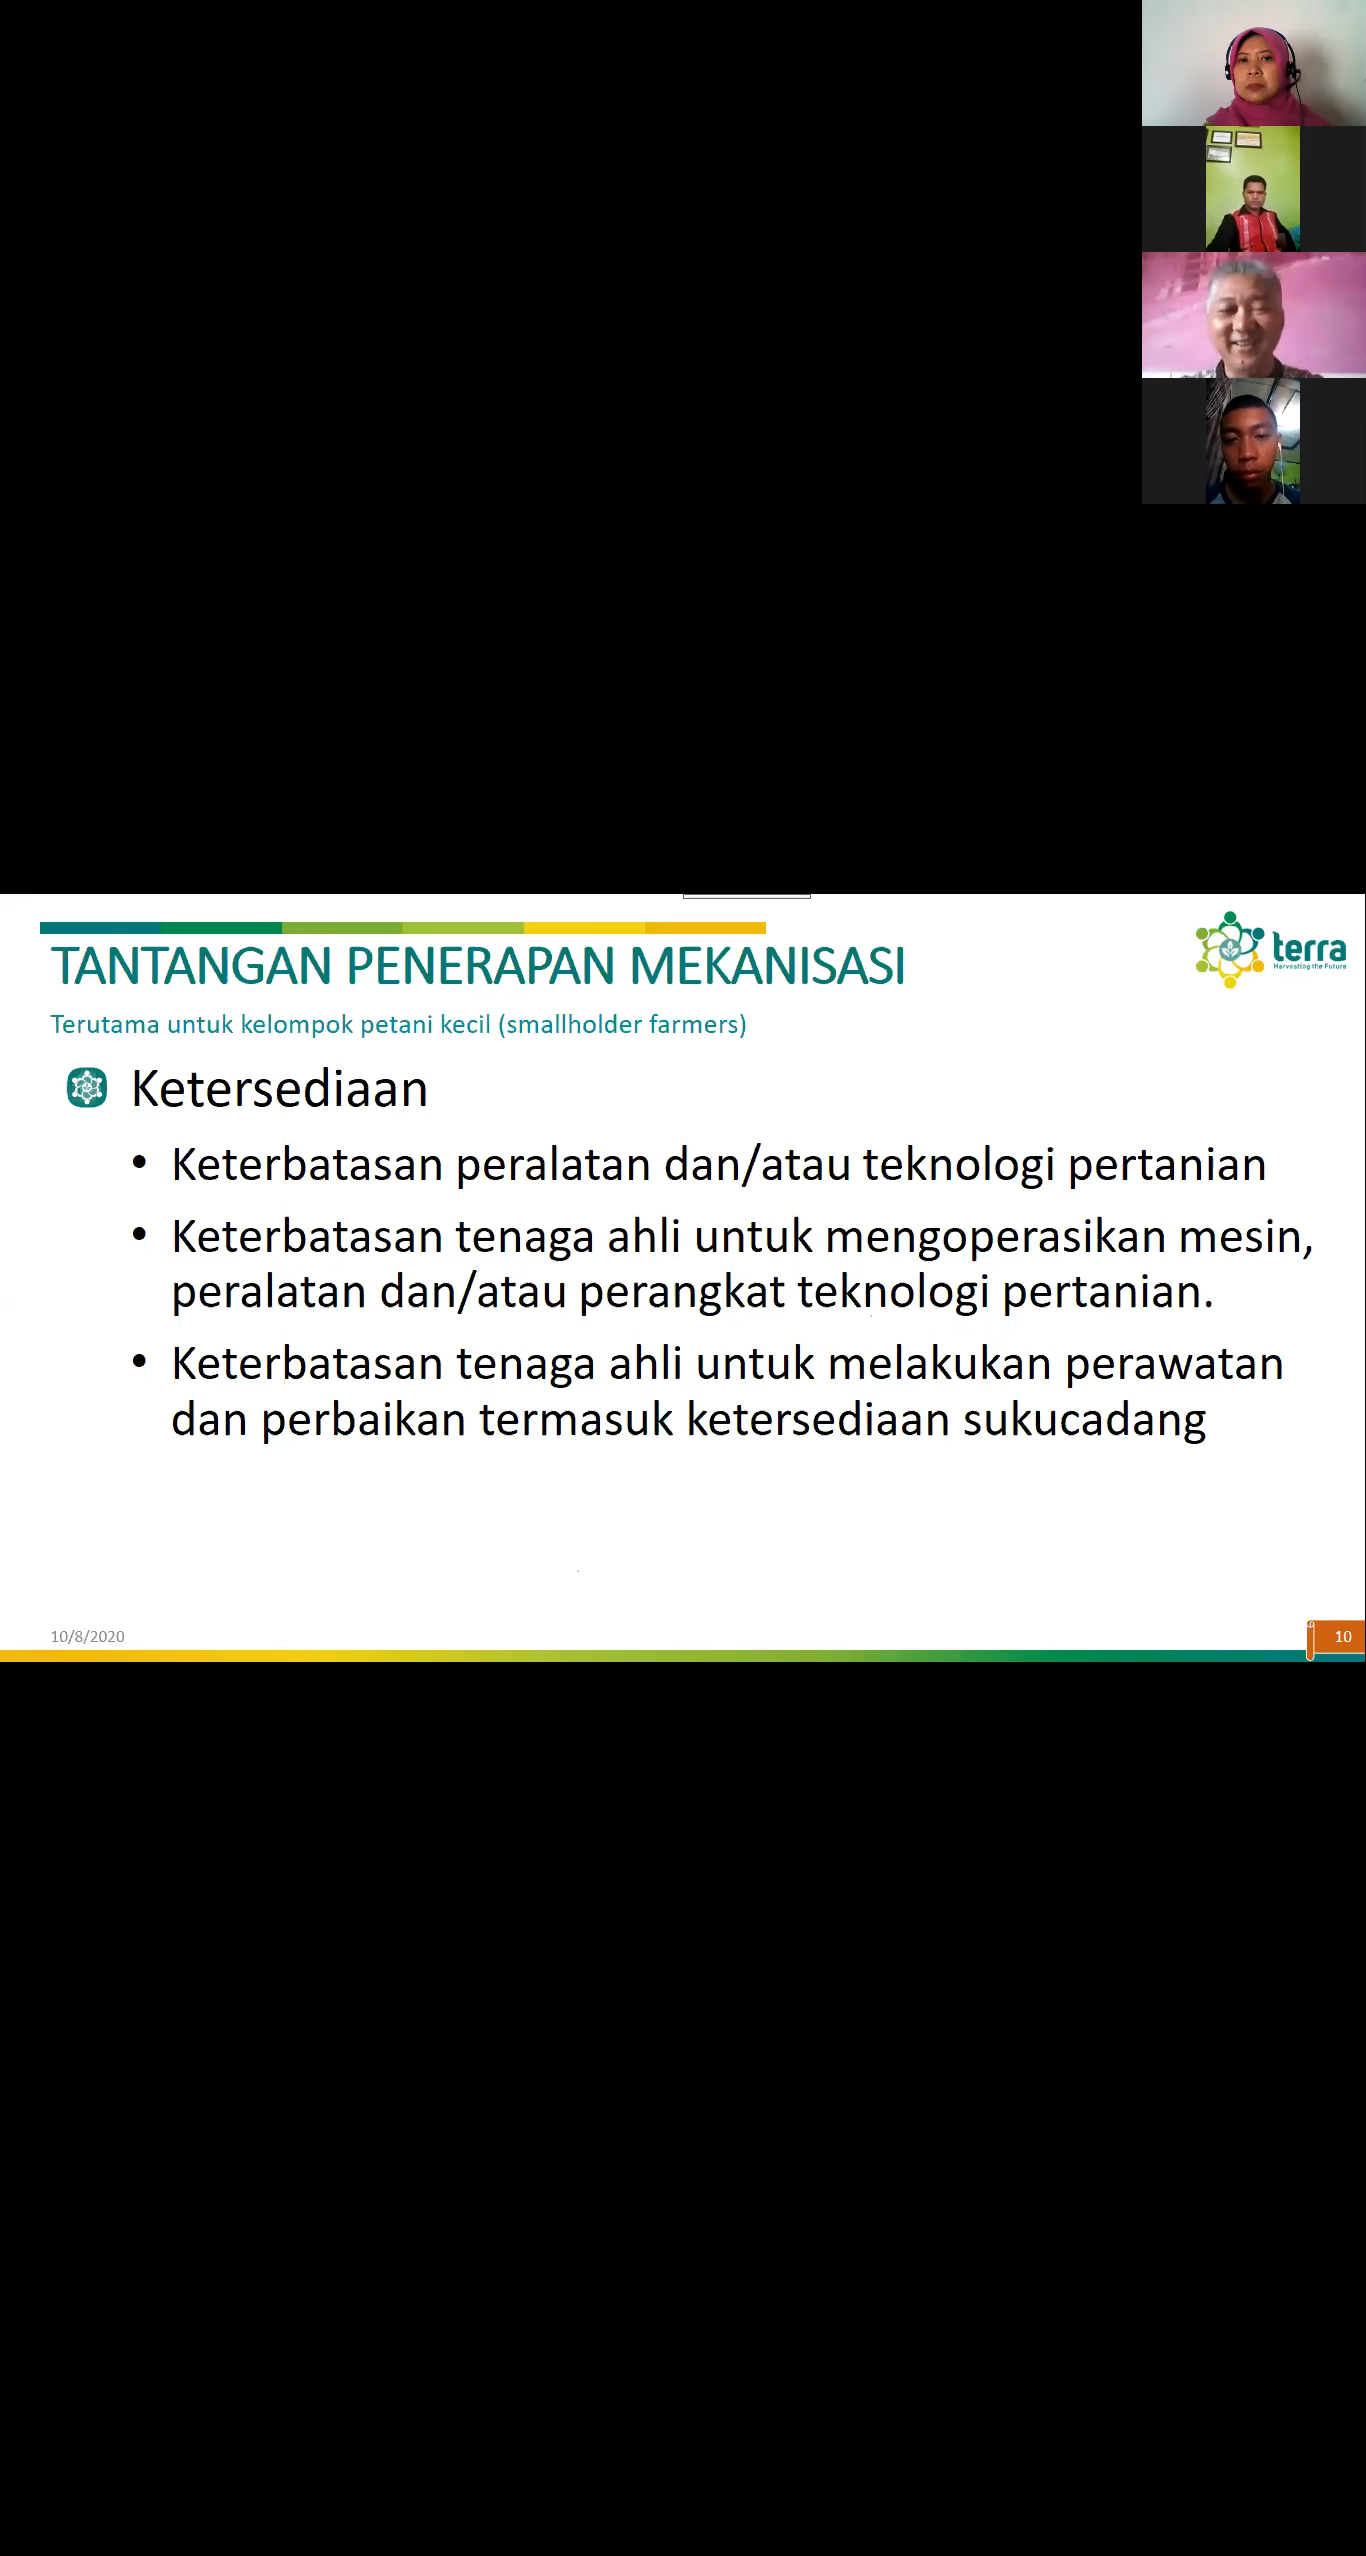 TANTANGAN PENERAPAN MEKANISASI
terra
Harvesting the Future
Terutama untuk kelompok petani kecil (smallholder farmers)
Ketersediaan
• Keterbatasan peralatan dan/atau teknologi pertanian
• Keterbatasan tenaga ahli untuk mengoperasikan mesin,
peralatan dan/atau perangkat teknologi pertanian.
• Keterbatasan tenaga ahli untuk melakukan perawatan
dan perbaikan termasuk ketersediaan sukucadang
10/8/2020
10